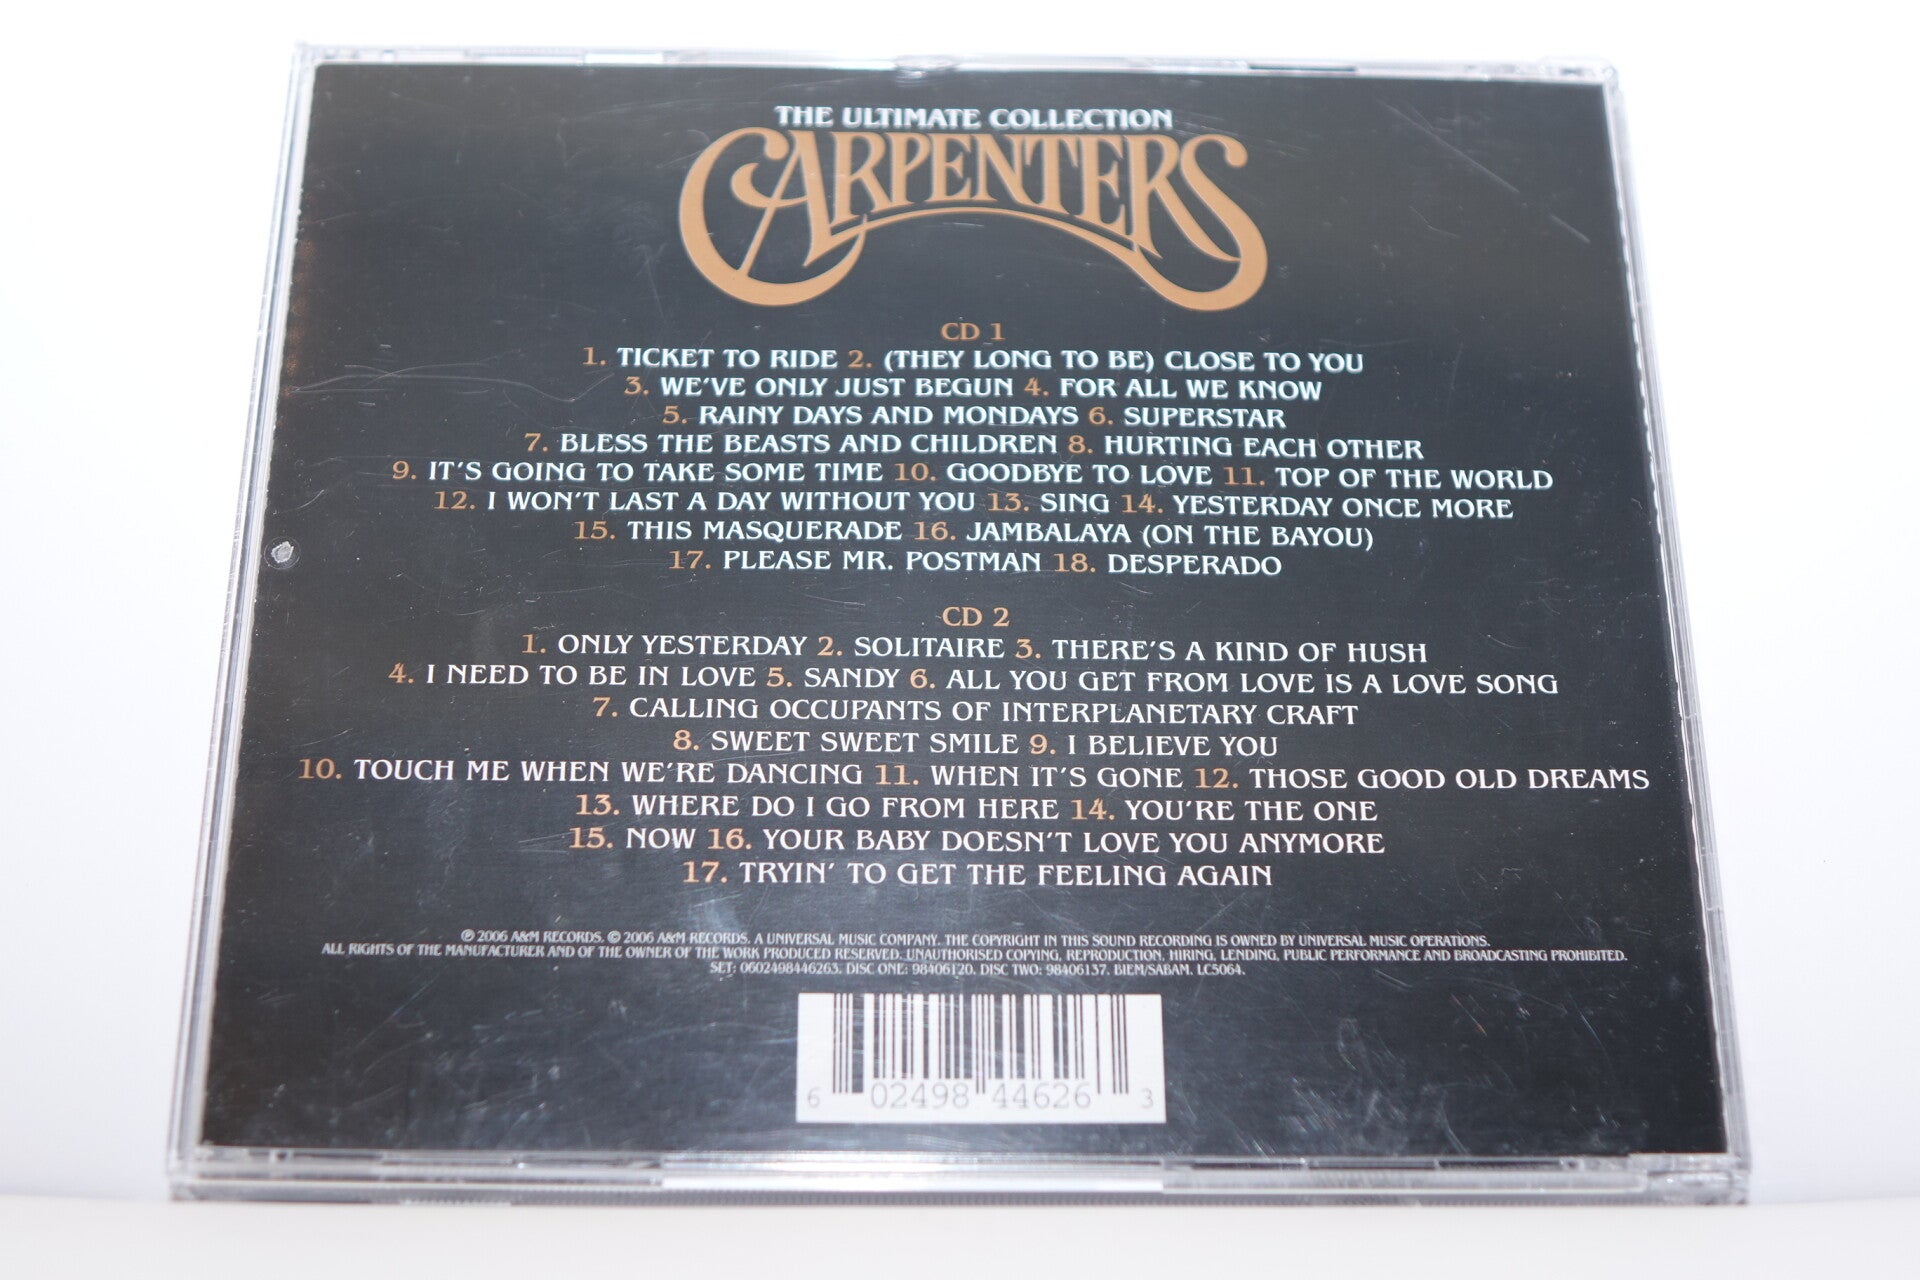 THE ULTIMATE COLLECTION
CARPENTERS
CD 1
1. TICKET TO RIDE 2. (THEY LONG TO BE) CLOSE TO YOU
3. WE'VE ONLY JUST BEGUN 4. FOR ALL WE KNOW
5. RAINY DAYS AND MONDAYS 6. SUPERSTAR
7. BLESS THE BEASTS AND CHILDREN 8. HURTING EACH OTHER
9. IT'S GOING TO TAKE SOME TIME 10. GOODBYE TO LOVE 11. TOP OF THE WORLD
12. I WON'T LAST A DAY WITHOUT YOU 13. SING 14. YESTERDAY ONCE MORE
15. THIS MASQUERADE 16. JAMBALAYA (ON THE BAYOU)
17. PLEASE MR. POSTMAN 18. DESPERADO
CD 2
1. ONLY YESTERDAY 2. SOLITAIRE 3. THERE'S A KIND OF HUSH
4. I NEED TO BE IN LOVE 5. SANDY 6. ALL YOU GET FROM LOVE IS A LOVE SONG
7. CALLING OCCUPANTS OF INTERPLANETARY CRAFT
8. SWEET SWEET SMILE 9. I BELIEVE YOU
10. TOUCH ME WHEN WE'RE DANCING 11. WHEN IT'S GONE 12. THOSE GOOD OLD DREAMS
13. WHERE DO I GO FROM HERE 14. YOU'RE THE ONE
15. NOW 16. YOUR BABY DOESN'T LOVE YOU ANYMORE
17. TRYIN' TO GET THE FEELING AGAIN
℗ 2006 A&M RECORDS. © 2006 A&M RECORDS. A UNIVERSAL MUSIC COMPANY. THE COPYRIGHT IN THIS SOUND RECORDING IS OWNED BY UNIVERSAL MUSIC OPERATIONS.
ALL RIGHTS OF THE MANUFACTURER AND OF THE OWNER OF THE WORK PRODUCED RESERVED. UNAUTHORISED COPYING, REPRODUCTION, HIRING, LENDING, PUBLIC PERFORMANCE AND BROADCASTING PROHIBITED.
SET: 0602498446263. DISC ONE: 98406120. DISC TWO: 98406137. BIEM/SABAM. LC5064.
6 02498 44626 3